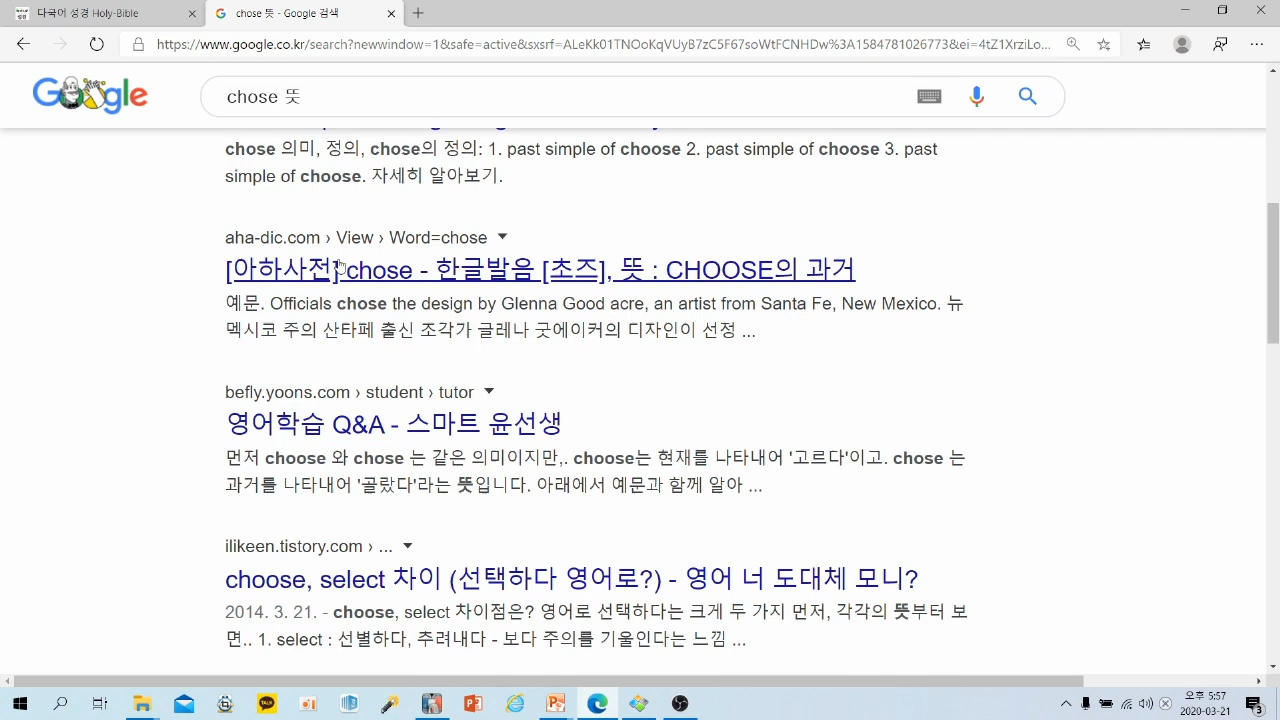 다국어 성경 Holy-Bible
chose 뜻 - Google 검색
https://www.google.co.kr/search?newwindow=1&safe=active&sxsrf=ALeKk01TNOoKqVUyB7zC5F67soWtFCNHDw%3A1584781026773&ei=4tZ1XrziLo...
Google
chose 뜻
chose 의미, 정의, chose의 정의: 1. past simple of choose 2. past simple of choose 3. past
simple of choose. 자세히 알아보기.
aha-dic.com › View › Word=chose
[아하사전] chose - 한글발음 [초즈], 뜻 : CHOOSE의 과거
예문. Officials chose the design by Glenna Good acre, an artist from Santa Fe, New Mexico. 뉴
멕시코 주의 산타페 출신 조각가 글레나 굿에이커의 디자인이 선정 ...
befly.yoons.com › student › tutor
영어학습 Q&A - 스마트 윤선생
먼저 choose 와 chose 는 같은 의미이지만,. choose는 현재를 나타내어 '고르다'이고. chose 는
과거를 나타내어 '골랐다'라는 뜻입니다. 아래에서 예문과 함께 알아 ...
ilikeen.tistory.com › ...
choose, select 차이 (선택하다 영어로?) - 영어 너 도대체 모니?
2014. 3. 21. - choose, select 차이점은? 영어로 선택하다는 크게 두 가지 먼저, 각각의 뜻부터 보
면.. 1. select : 선별하다, 추려내다 - 보다 주의를 기울인다는 느낌 ...
오후 5:57
2020-03-21